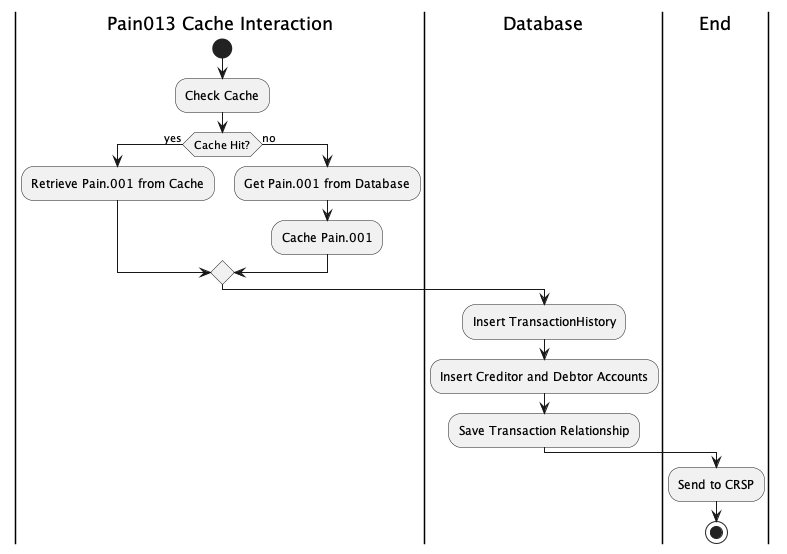 Pain013 Cache Interaction
Database
End
Check Cache
yes
Cache Hit?
no
Retrieve Pain.001 from Cache
Get Pain.001 from Database
Cache Pain.001
Insert TransactionHistory
Insert Creditor and Debtor Accounts
Save Transaction Relationship
Send to CRSP